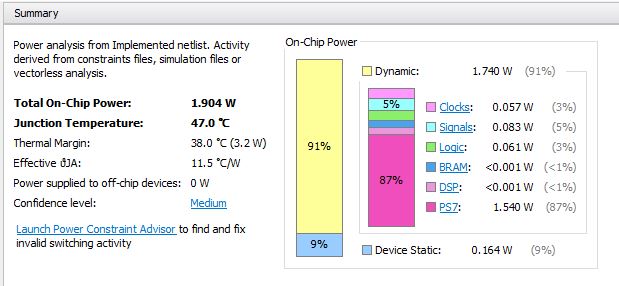 Summary
Power analysis from Implemented netlist. Activity
derived from constraints files, simulation files or
vectorless analysis.
Total On-Chip Power: 1.904 W
Junction Temperature: 47.0 °C
Thermal Margin: 38.0 °C (3.2 W)
Effective ϑJA: 11.5 °C/W
Power supplied to off-chip devices: 0 W
Confidence level: Medium
Launch Power Constraint Advisor to find and fix
invalid switching activity
On-Chip Power
91%
9%
Dynamic: 1.740 W (91%)
5%
87%
Clocks: 0.057 W (3%)
Signals: 0.083 W (5%)
Logic: 0.061 W (3%)
BRAM: <0.001 W (<1%)
DSP: <0.001 W (<1%)
PS7: 1.540 W (87%)
Device Static: 0.164 W (9%)